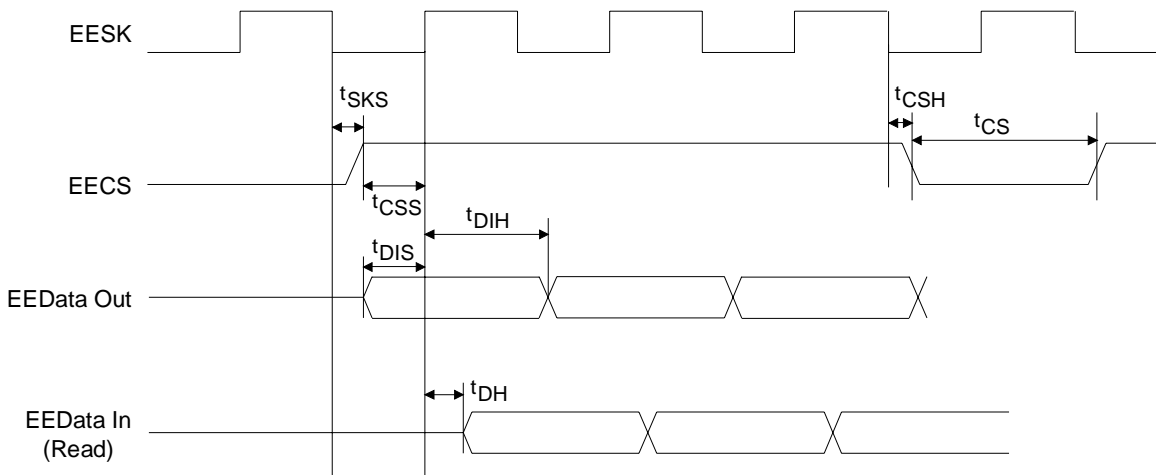 EESK
tSKS
tCSH
tCS
EECS
tCSS
tDIH
tDIS
EEData Out
tDH
EEData In
(Read)